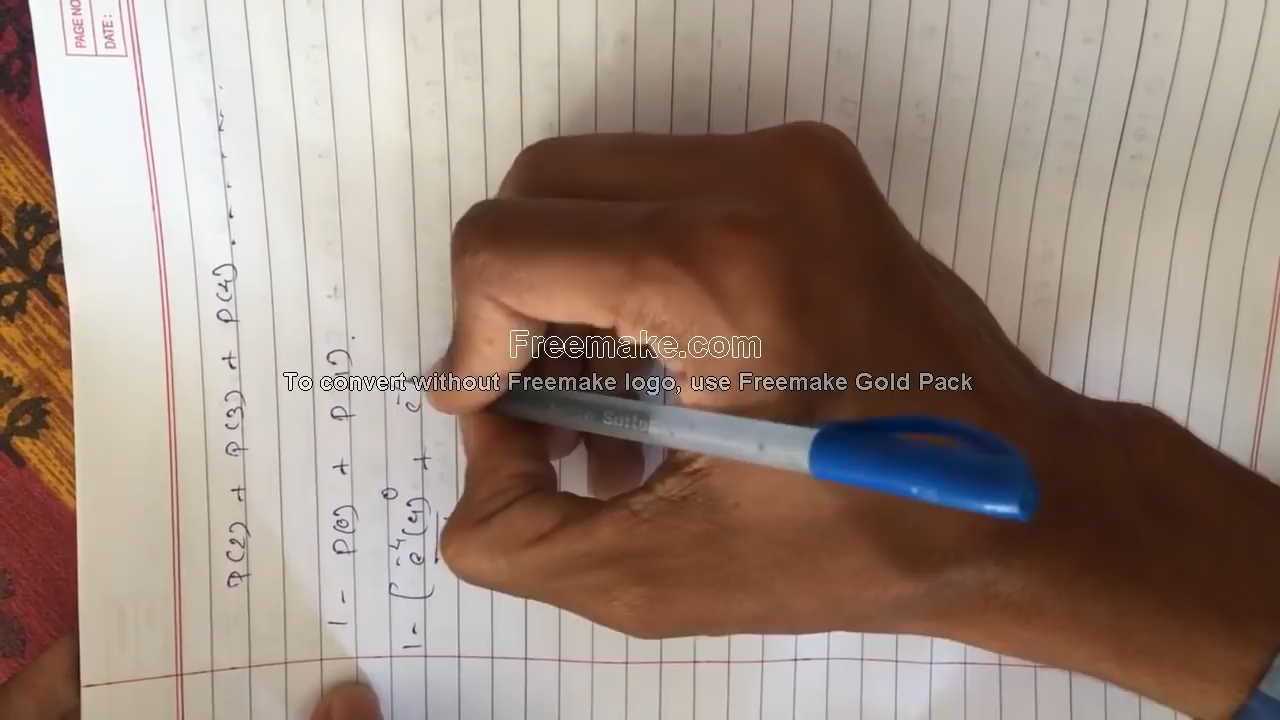 PAGE NO
DATE:
P(2) + P(3) + P(4) . - . - . - .
1 - P(0) + P(1).
1 - [e^-4 (4)^0 + e^-
Freemake.com
To convert without Freemake logo, use Freemake Gold Pack